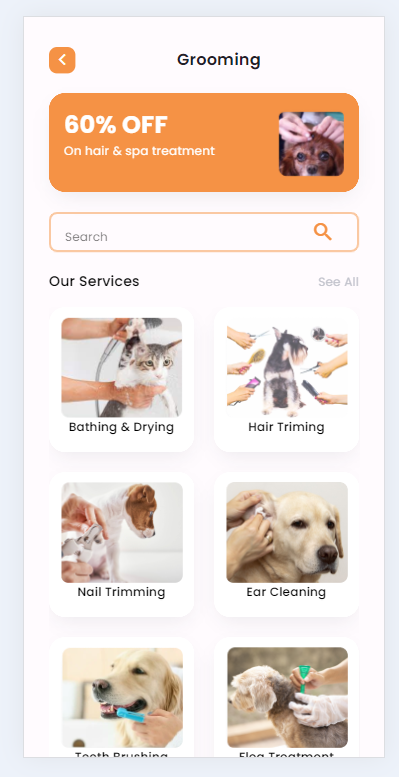 Grooming
60% OFF
On hair & spa treatment
Search
Our Services
See All
Bathing & Drying
Hair Triming
Nail Trimming
Ear Cleaning
Teeth Brushing
Flea Treatment